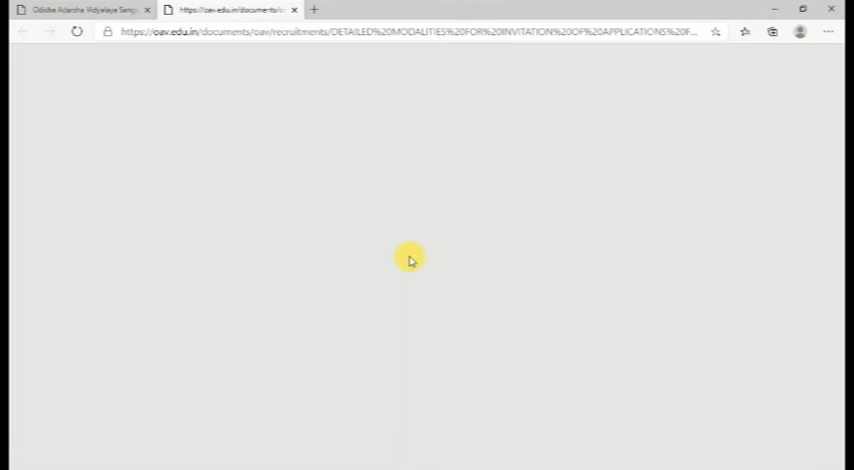 Odisha Adarsha Vidyalaya Sang
https://oav.edu.in/documents/o
https://oav.edu.in/documents/oav/recruitments/DETAILED%20MODALITIES%20FOR%20INVITATION%20OF%20APPLICATIONS%20F...